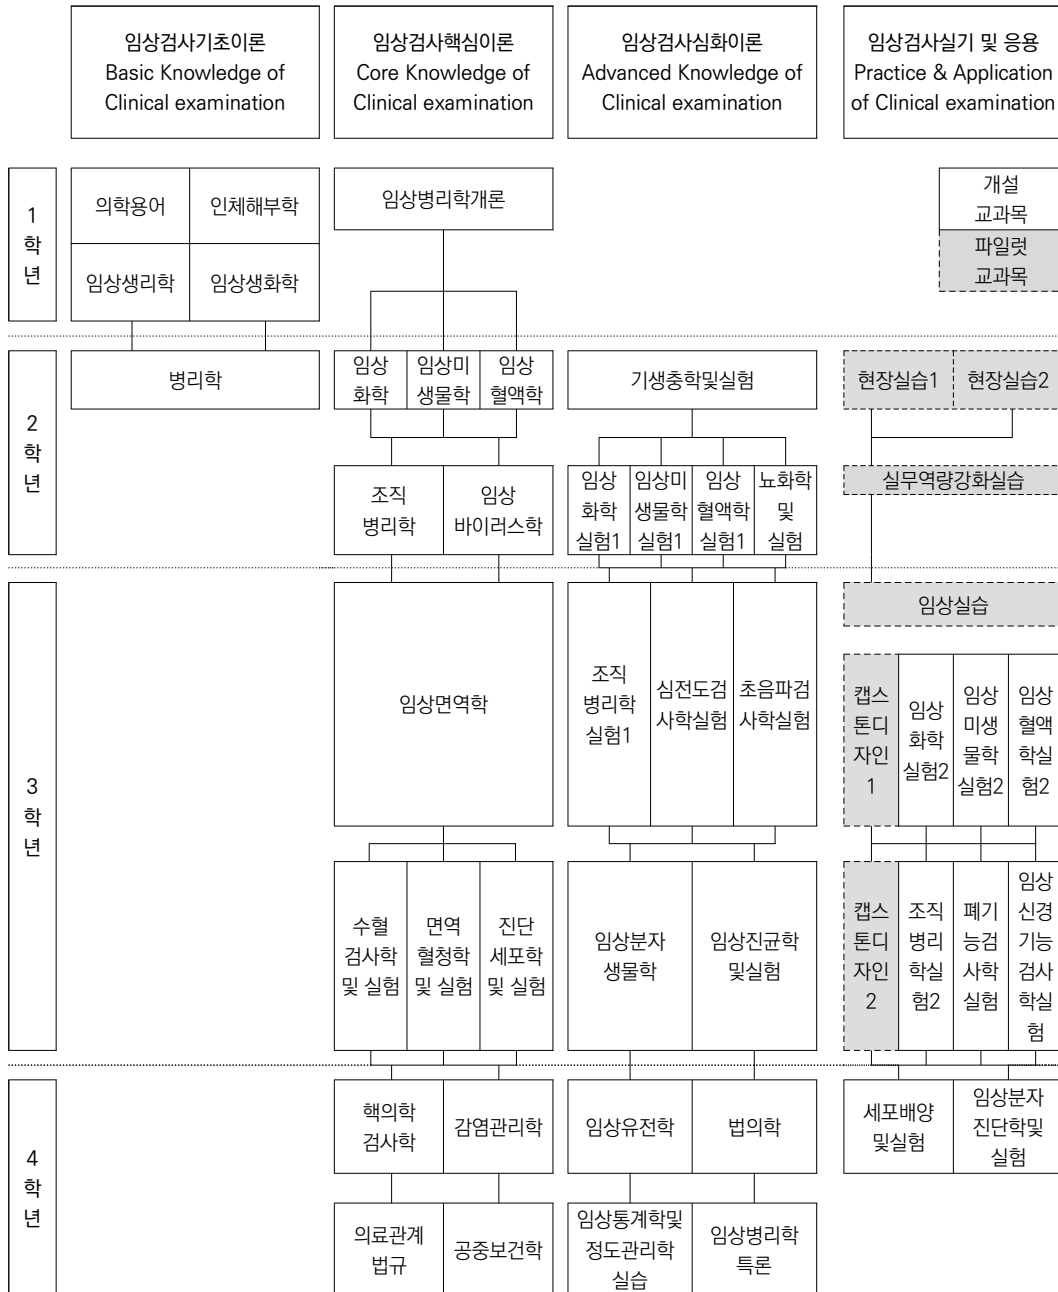 임상검사기초이론
Basic Knowledge of
Clinical examination
임상검사핵심이론
Core Knowledge of
Clinical examination
임상검사심화이론
Advanced Knowledge of
Clinical examination
임상검사실기 및 응용
Practice & Application
of Clinical examination
1
학
년
의학용어
인체해부학
임상생리학
임상생화학
임상병리학개론
개설
교과목
파일럿
교과목
2
학
년
병리학
임상
화학
임상미
생물학
임상
혈액학
기생충학및실험
현장실습1
현장실습2
조직
병리학
임상
바이러스학
임상
화학
실험1
임상미
생물학
실험1
임상
혈액학
실험1
뇨화학
및
실험
실무역량강화실습
3
학
년
임상면역학
조직
병리학
실험1
심전도검
사학실험
초음파검
사학실험
임상실습
캡스
톤디
자인
1
임상
화학
실험2
임상
미생
물학
실험2
임상
혈액
학실
험2
수혈
검사학
및 실험
면역
혈청학
및 실험
진단
세포학
및 실험
임상분자
생물학
임상진균학
및실험
캡스
톤디
자인
2
조직
병리
학실
험2
폐기
능검
사학
실험
임상
신경
기능
검사
학실
험
4
학
년
핵의학
검사학
감염관리학
임상유전학
법의학
세포배양
및실험
임상분자
진단학및
실험
의료관계
법규
공중보건학
임상통계학및
정도관리학
실습
임상병리학
특론